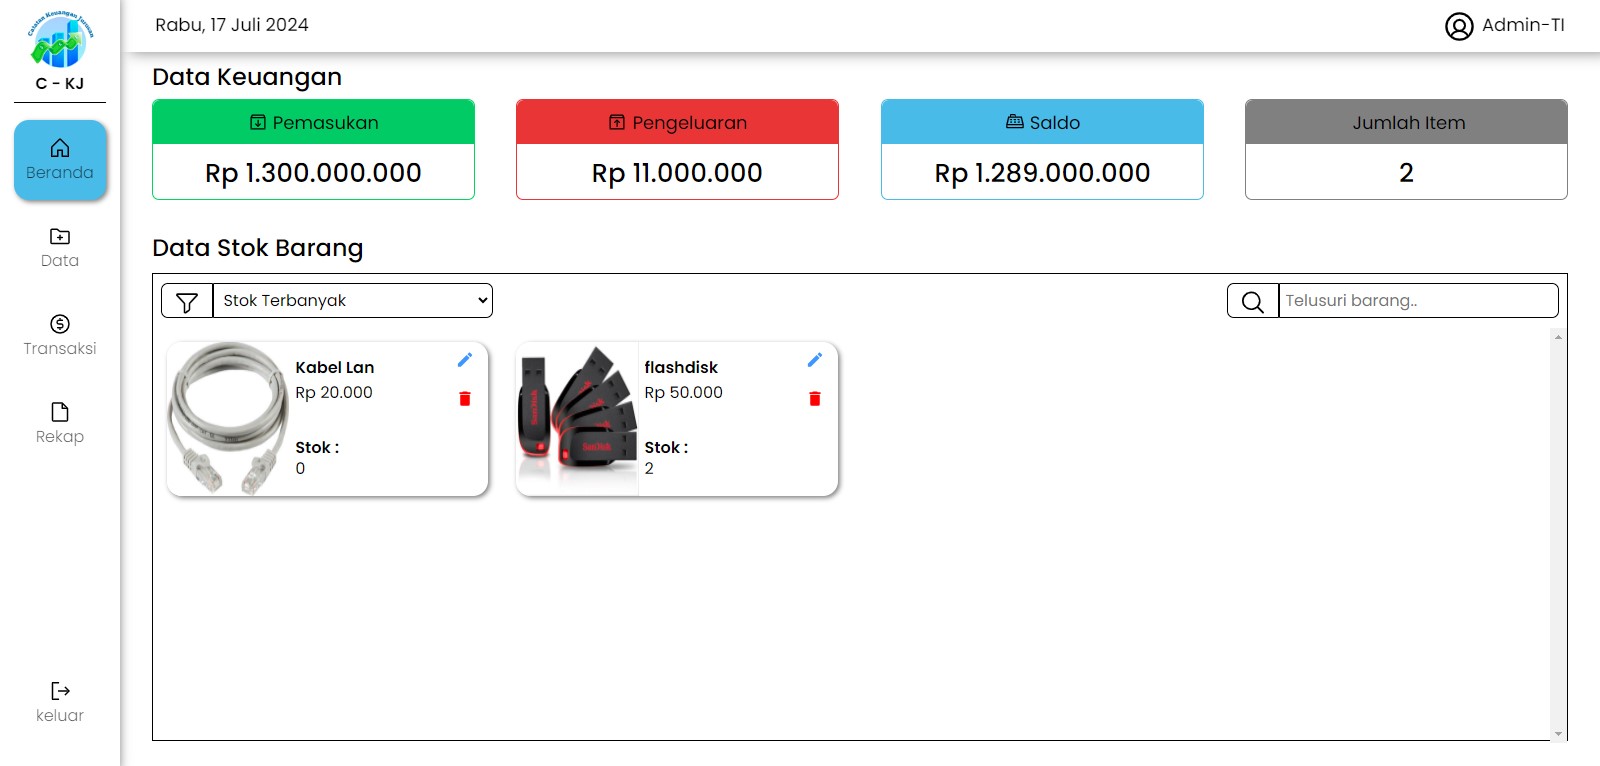 Catatan Keuangan Jurusan
C - KJ
Beranda
Data
Transaksi
Rekap
keluar
Rabu, 17 Juli 2024
Admin-TI
Data Keuangan
Pemasukan
Rp 1.300.000.000
Pengeluaran
Rp 11.000.000
Saldo
Rp 1.289.000.000
Jumlah Item
2
Data Stok Barang
Stok Terbanyak
Telusuri barang..
Kabel Lan
Rp 20.000
Stok :
0
SanDisk
SanDisk
flashdisk
Rp 50.000
Stok :
2